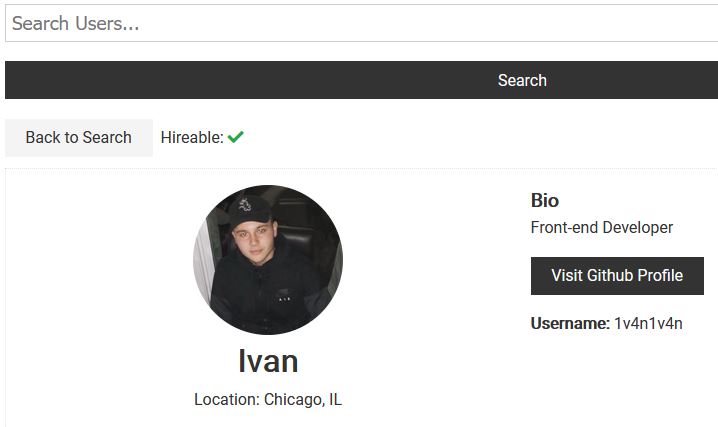 Search Users...
Search
Back to Search Hireable:
Bio
Front-end Developer
Visit Github Profile
Username: 1v4n1v4n
Ivan
Location: Chicago, IL